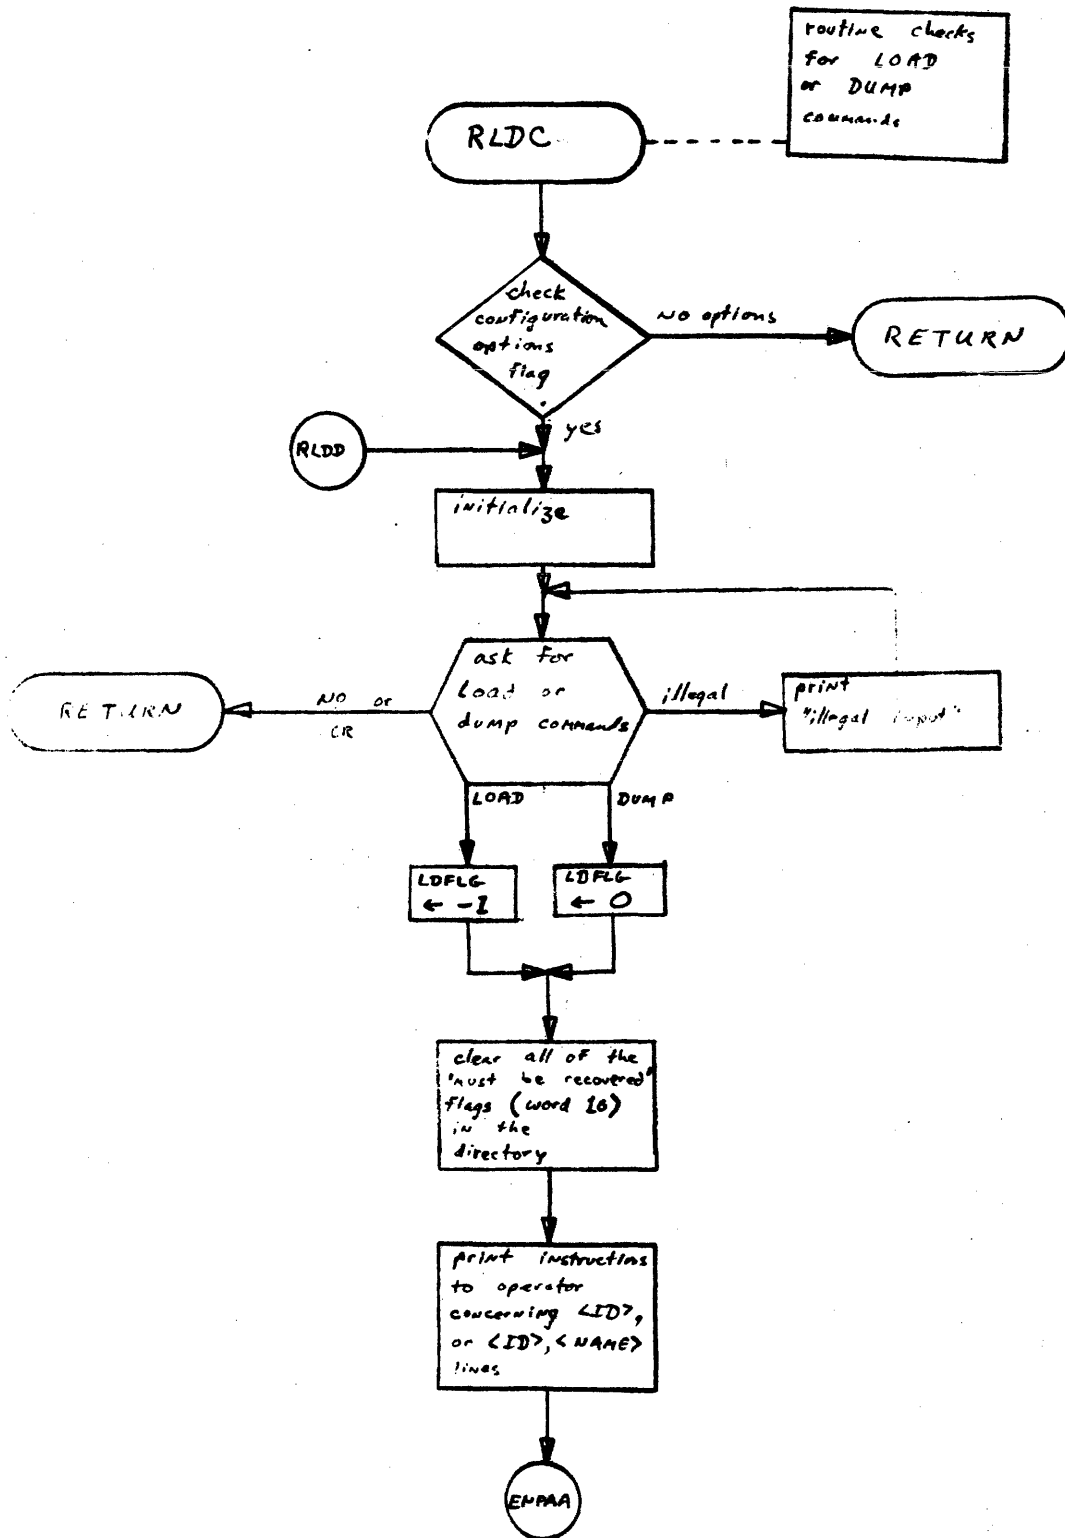 routine checks
for LOAD
or DUMP
commands
RLDC
check
configuration
options
flag
NO options
RETURN
yes
RLDD
initialize
ask for
Load or
dump commands
NO or
CR
RETURN
illegal
print
"illegal input"
LOAD
DUMP
LDFLG
← -1
LDFLG
← 0
clear all of the
"must be recovered"
flags (word 16)
in the
directory
print instructions
to operator
concerning <ID>,
or <ID>, <NAME>
lines
ENPAA